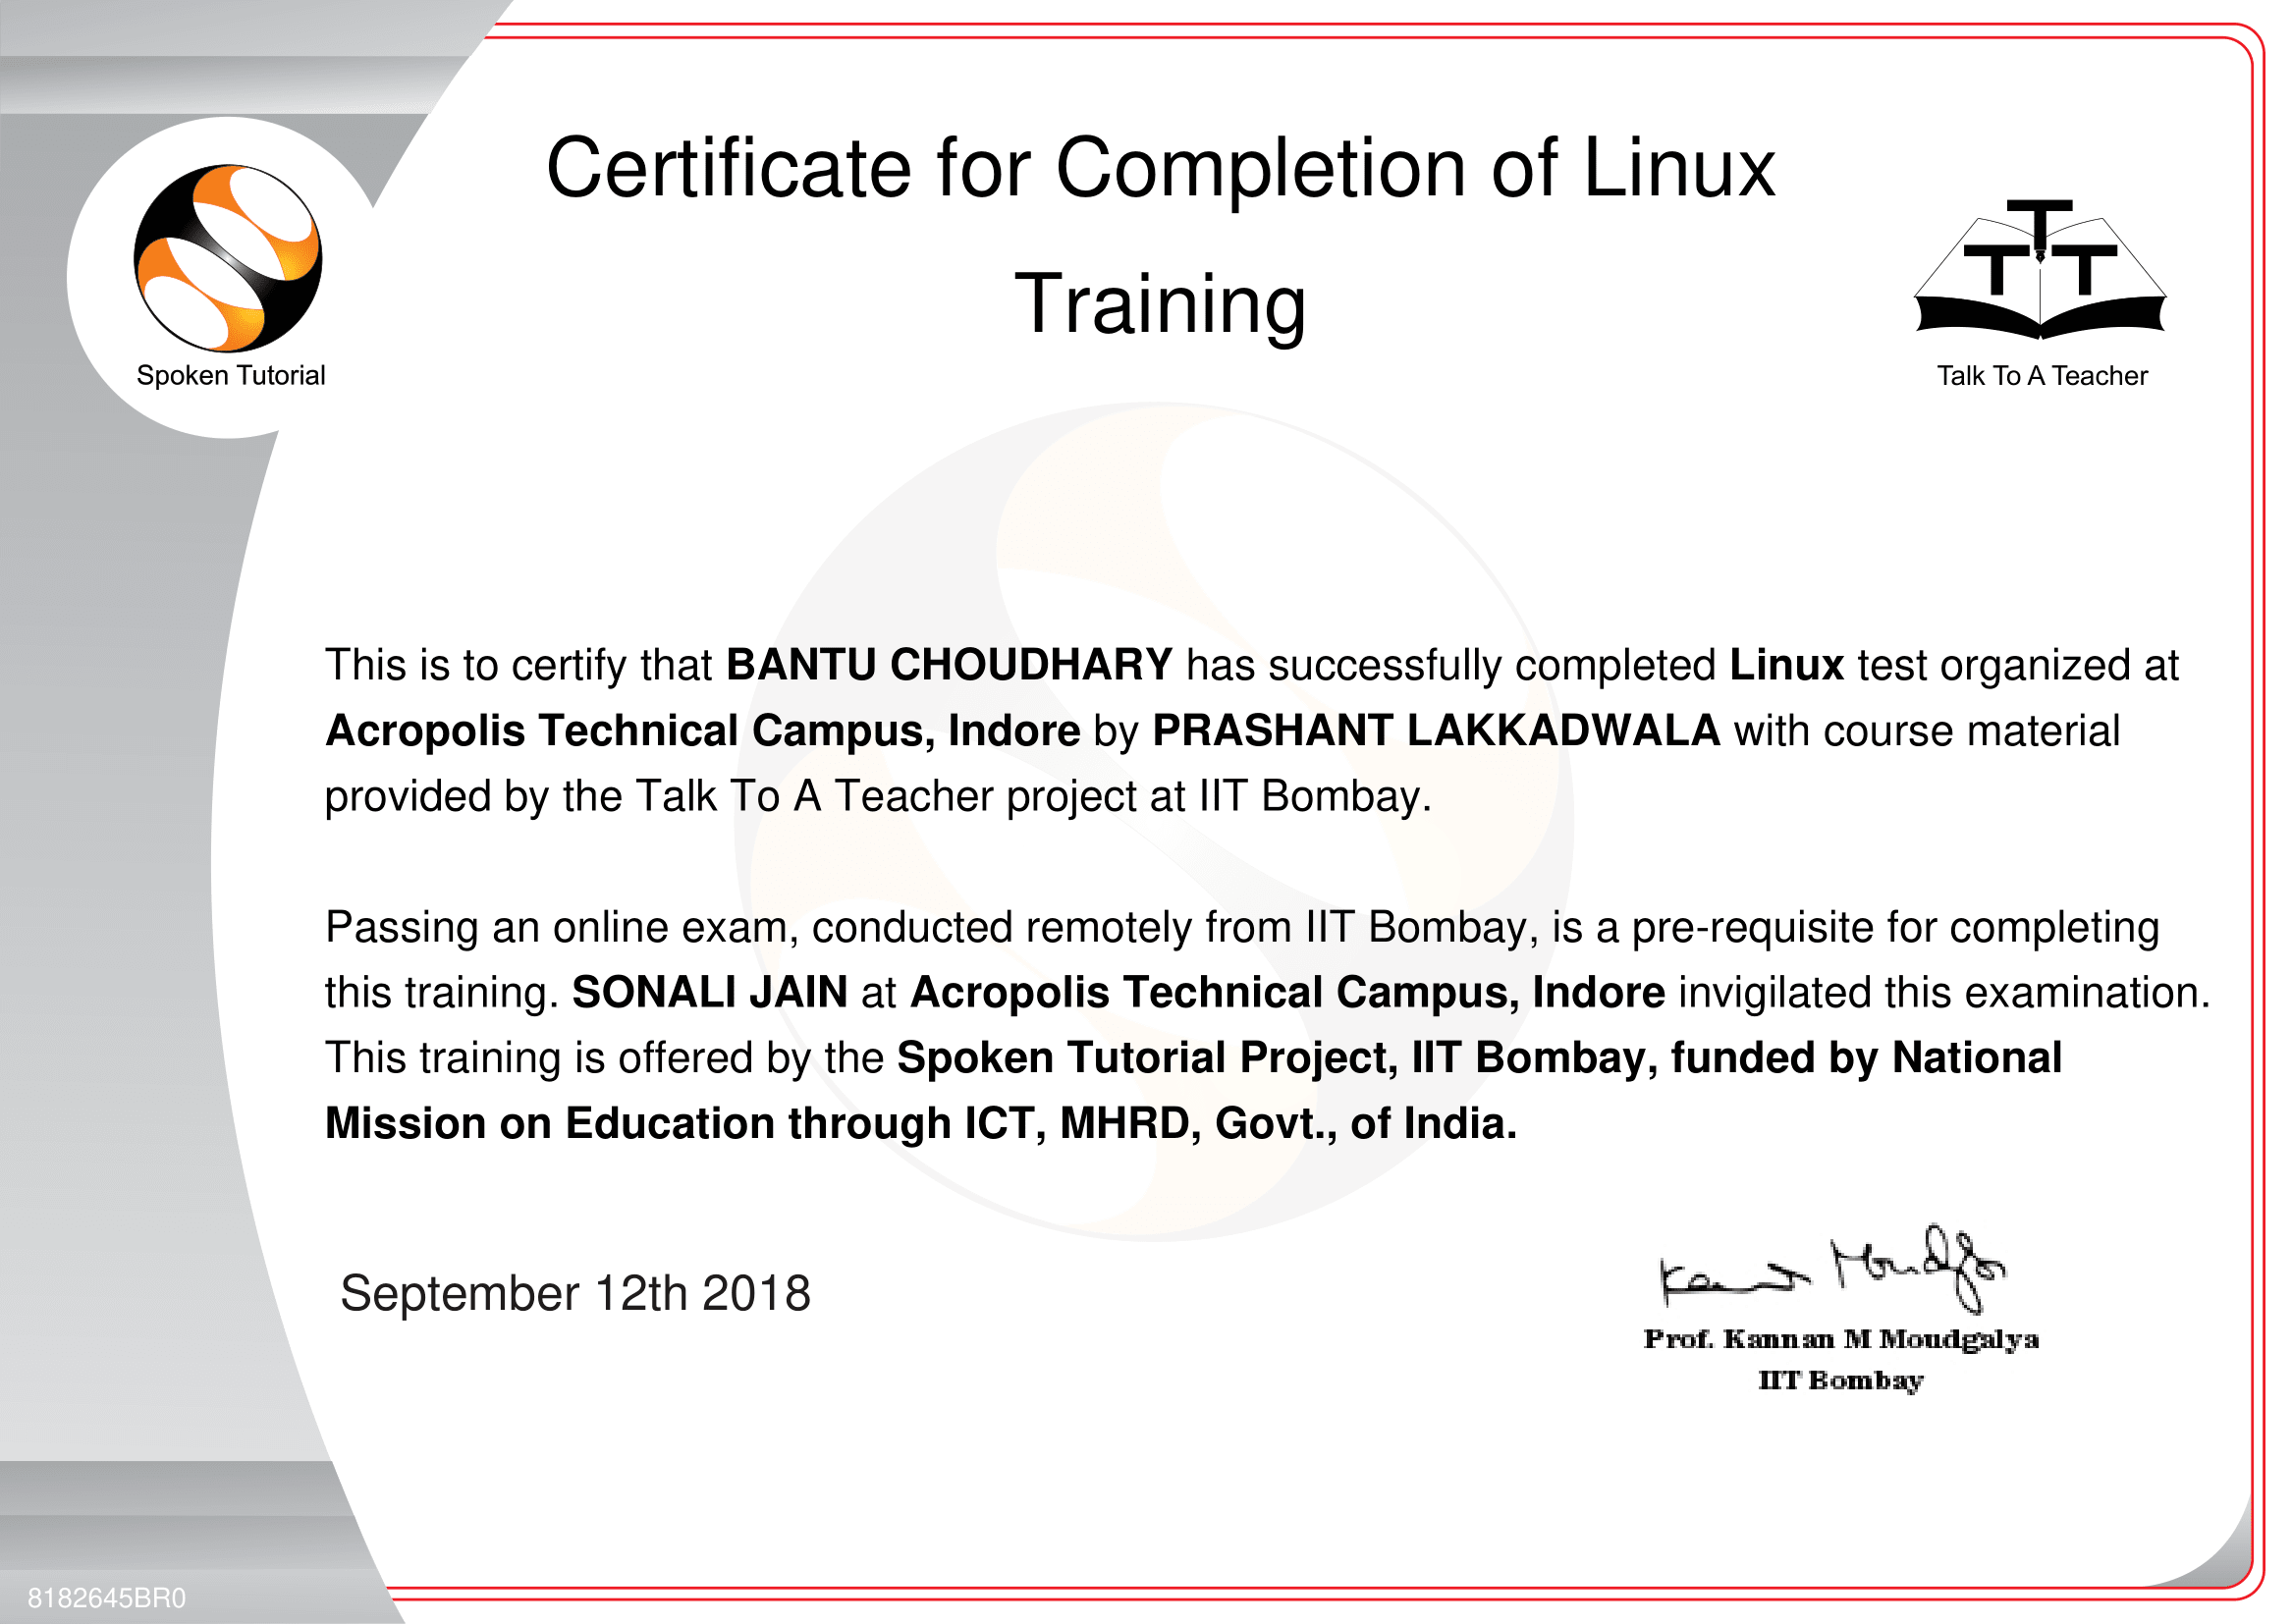 Certificate for Completion of Linux
Training
Spoken Tutorial
T
T T
Talk To A Teacher
This is to certify that BANTU CHOUDHARY has successfully completed Linux test organized at
Acropolis Technical Campus, Indore by PRASHANT LAKKADWALA with course material
provided by the Talk To A Teacher project at IIT Bombay.
Passing an online exam, conducted remotely from IIT Bombay, is a pre-requisite for completing
this training. SONALI JAIN at Acropolis Technical Campus, Indore invigilated this examination.
This training is offered by the Spoken Tutorial Project, IIT Bombay, funded by National
Mission on Education through ICT, MHRD, Govt., of India.
September 12th 2018
Kannan Moudgalya
Prof. Kannan M Moudgalya
IIT Bombay
8182645BR0